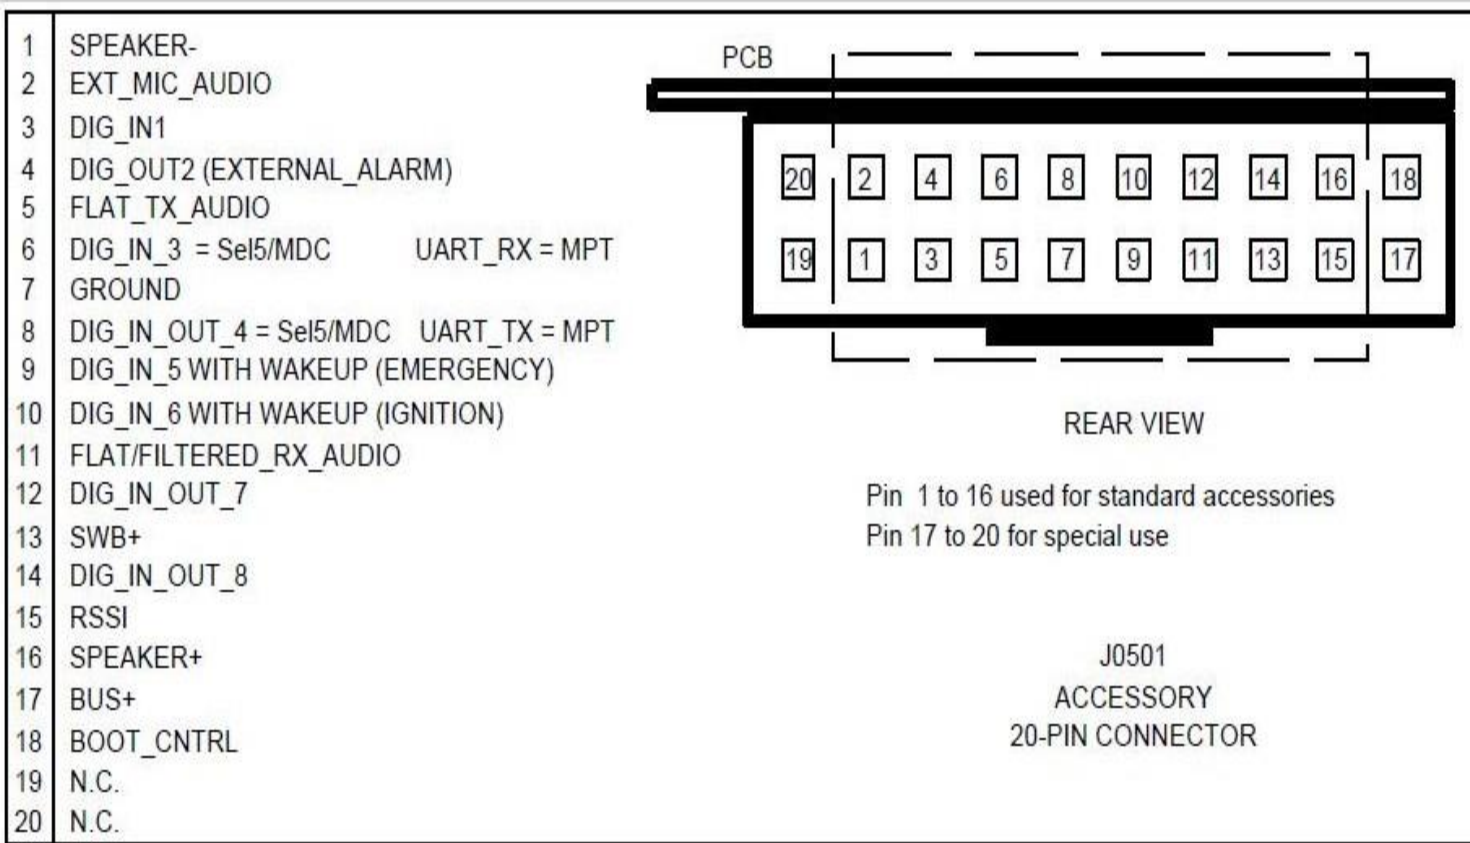 1 SPEAKER-
2 EXT_MIC_AUDIO
3 DIG_IN1
4 DIG_OUT2 (EXTERNAL_ALARM)
5 FLAT_TX_AUDIO
6 DIG_IN_3 = Sel5/MDC UART_RX = MPT
7 GROUND
8 DIG_IN_OUT_4 = Sel5/MDC UART_TX = MPT
9 DIG_IN_5 WITH WAKEUP (EMERGENCY)
10 DIG_IN_6 WITH WAKEUP (IGNITION)
11 FLAT/FILTERED_RX_AUDIO
12 DIG_IN_OUT_7
13 SWB+
14 DIG_IN_OUT_8
15 RSSI
16 SPEAKER+
17 BUS+
18 BOOT_CNTRL
19 N.C.
20 N.C.
PCB
20 2 4 6 8 10 12 14 16 18
19 1 3 5 7 9 11 13 15 17
REAR VIEW
Pin 1 to 16 used for standard accessories
Pin 17 to 20 for special use
J0501
ACCESSORY
20-PIN CONNECTOR